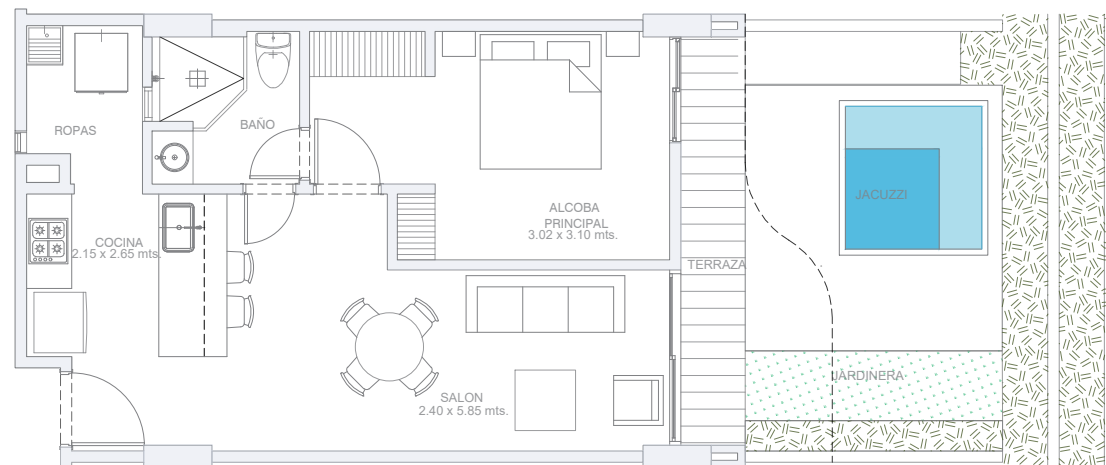 ROPAS
BAÑO
COCINA
2.15 x 2.65 mts.
ALCOBA
PRINCIPAL
3.02 x 3.10 mts.
TERRAZA
JACUZZI
SALON
2.40 x 5.85 mts.
JARDINERA